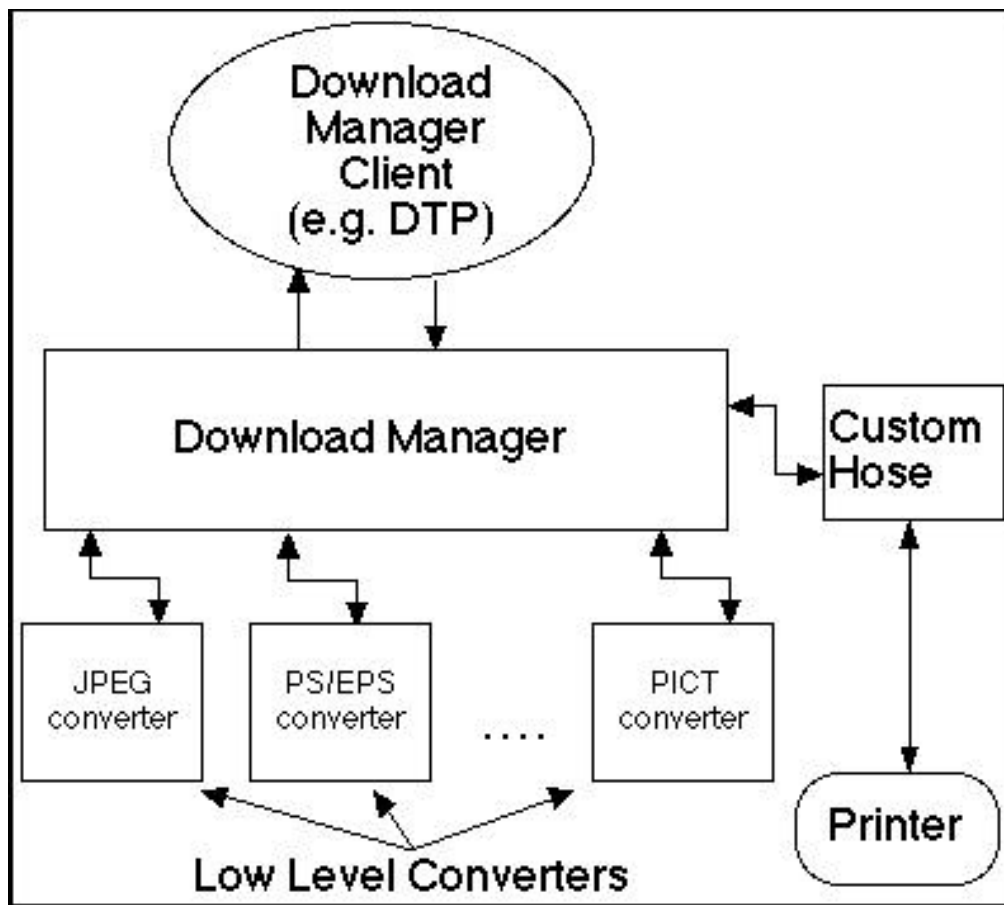 Download
Manager
Client
(e.g. DTP)
Download Manager
Custom
Hose
JPEG
converter
PS/EPS
converter
....
PICT
converter
Low Level Converters
Printer